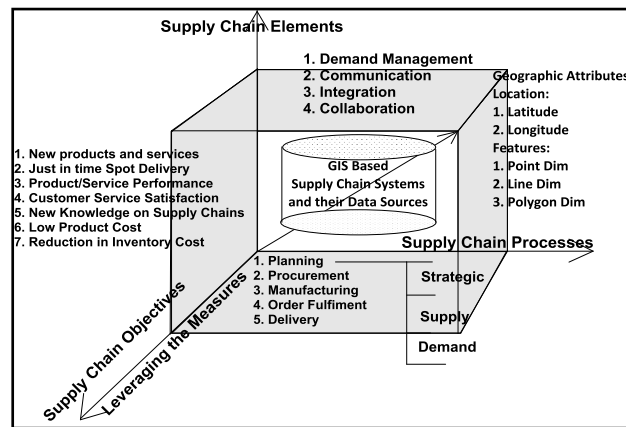 Supply Chain Elements
1. Demand Management
2. Communication
3. Integration
4. Collaboration
Geographic Attributes
Location:
1. Latitude
2. Longitude
Features:
1. Point Dim
2. Line Dim
3. Polygon Dim
1. New products and services
2. Just in time Spot Delivery
3. Product/Service Performance
4. Customer Service Satisfaction
5. New Knowledge on Supply Chains
6. Low Product Cost
7. Reduction in Inventory Cost
GIS Based
Supply Chain Systems
and their Data Sources
Supply Chain Processes
1. Planning
2. Procurement
3. Manufacturing
4. Order Fulfiment
5. Delivery
Strategic
Supply
Demand
Supply Chain Objectives
Leveraging the Measures